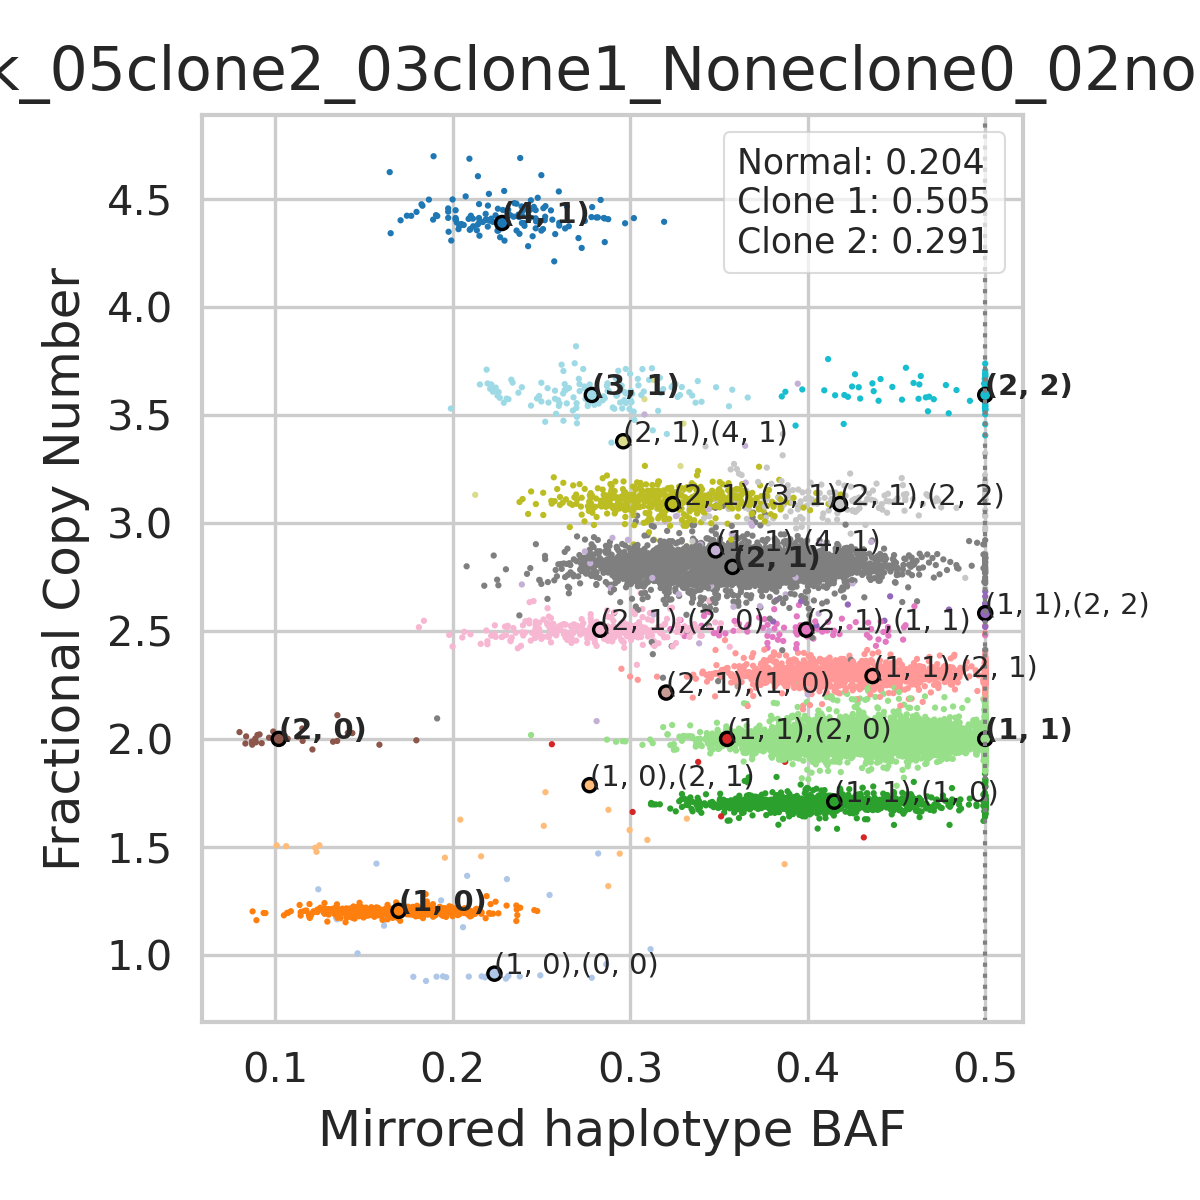 k_05clone2_03clone1_Noneclone0_02no
Normal: 0.204
Clone 1: 0.505
Clone 2: 0.291
Fractional Copy Number
4.5
4.0
3.5
3.0
2.5
2.0
1.5
1.0
(4, 1)
(3, 1)
(2, 2)
(2, 1),(4, 1)
(2, 1),(3, 1)
(2, 1),(2, 2)
(1, 1),(4, 1)
(2, 1)
(1, 1),(2, 2)
(2, 1),(2, 0)
(2, 1),(1, 1)
(1, 1),(2, 1)
(2, 1),(1, 0)
(2, 0)
(1, 1),(2, 0)
(1, 1)
(1, 0),(2, 1)
(1, 1),(1, 0)
(1, 0)
(1, 0),(0, 0)
0.1 0.2 0.3 0.4 0.5
Mirrored haplotype BAF